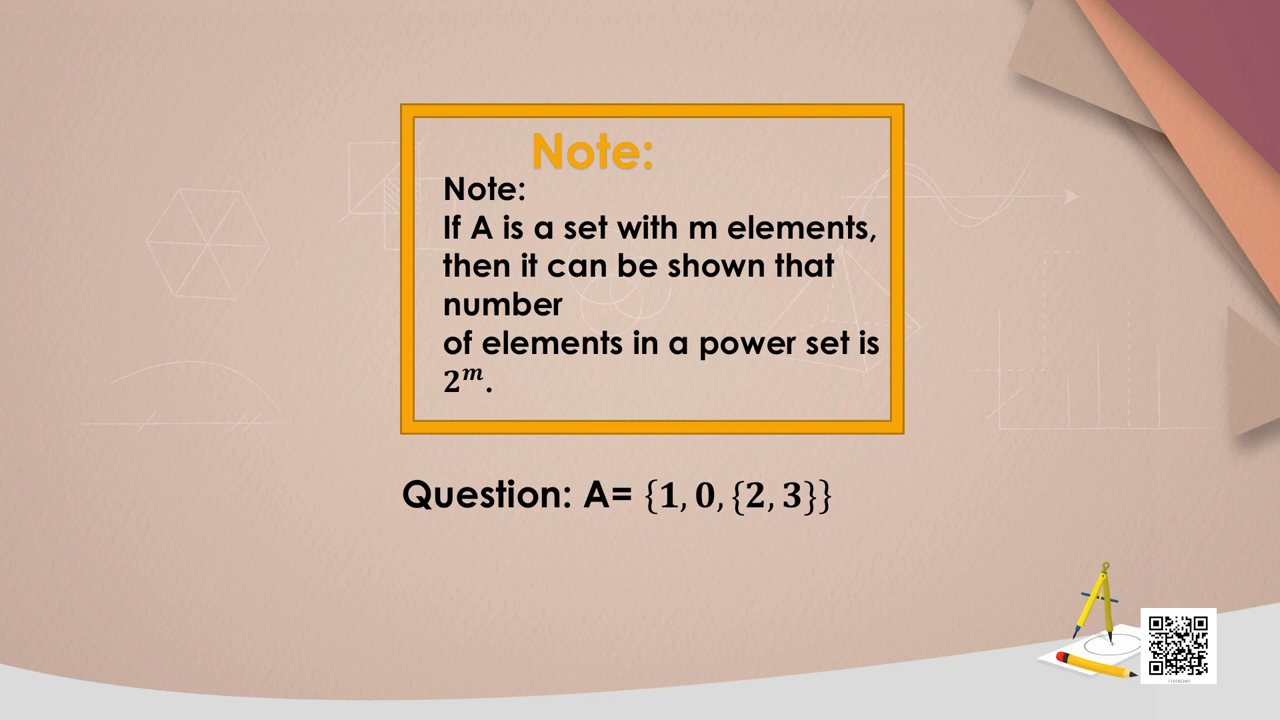 Note:
Note:
If A is a set with m elements,
then it can be shown that
number
of elements in a power set is
2^m.
Question: A= {1, 0, {2, 3}}